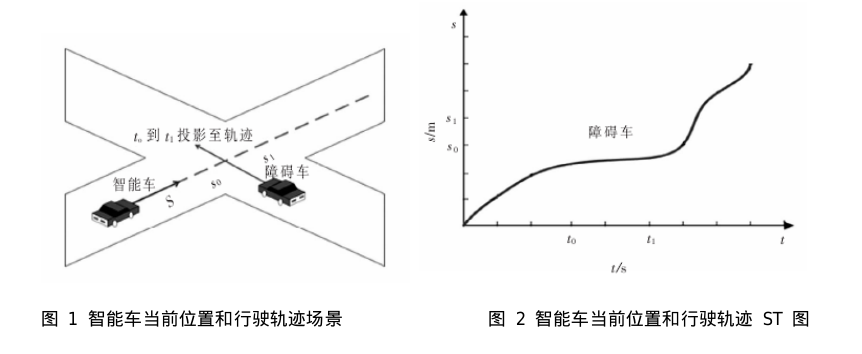 t₀ 到 t₁ 投影至轨迹
s₁
障碍车
智能车
s₀
S
图 1 智能车当前位置和行驶轨迹场景
s
s₁
s₀
s/m
障碍车
t₀
t₁
t
t/s
图 2 智能车当前位置和行驶轨迹 ST 图